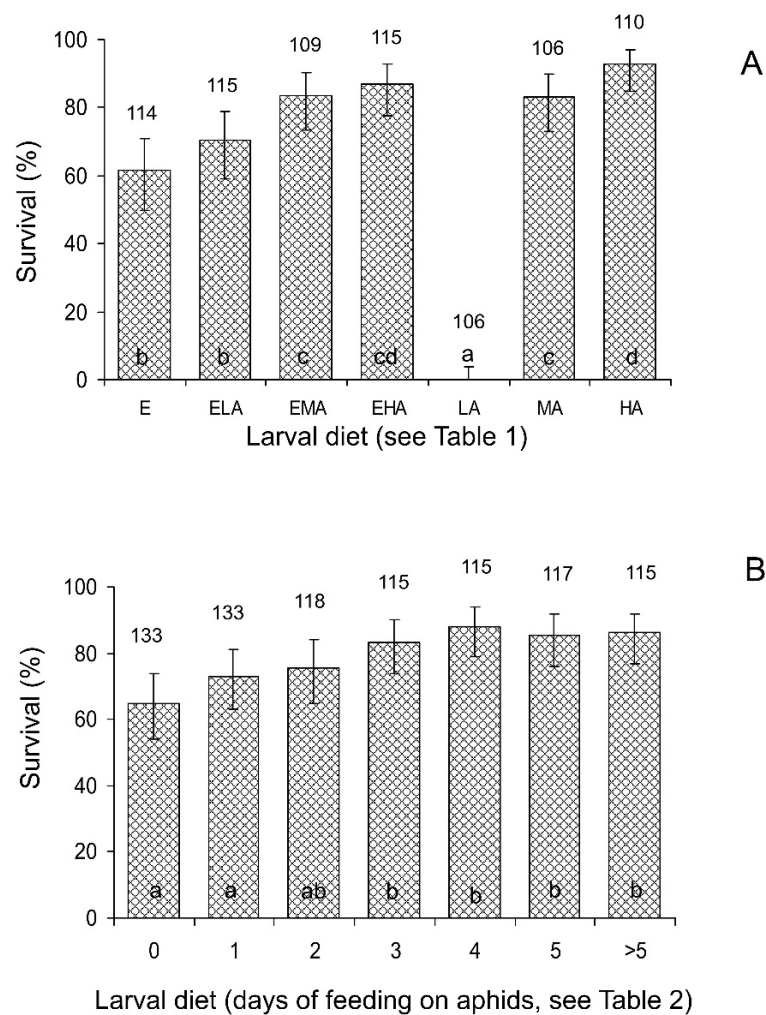 A
Survival (%)
100
80
60
40
20
0
114
115
109
115
106
106
110
b
b
c
cd
a
c
d
E ELA EMA EHA LA MA HA
Larval diet (see Table 1)
B
Survival (%)
100
80
60
40
20
0
133
133
118
115
115
117
115
a
a
ab
b
b
b
b
0 1 2 3 4 5 >5
Larval diet (days of feeding on aphids, see Table 2)